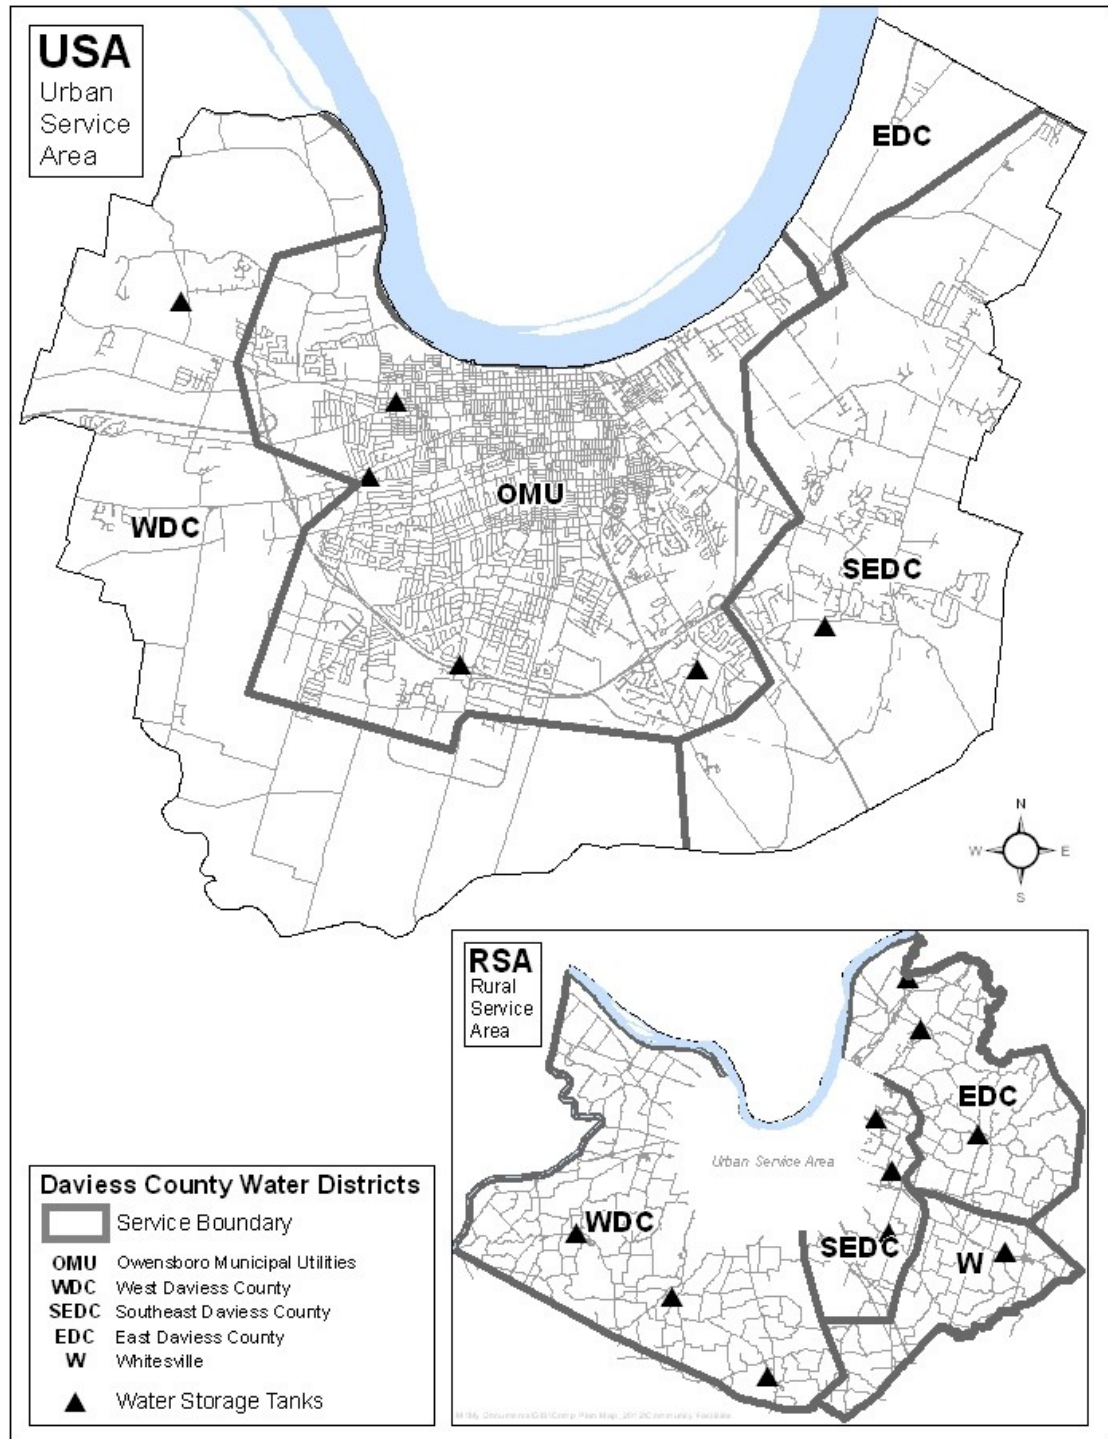 USA
Urban
Service
Area
EDC
OMU
WDC
SEDC
N
W E
S
RSA
Rural
Service
Area
EDC
Urban Service Area
WDC
SEDC
W
Daviess County Water Districts
Service Boundary
OMU Owensboro Municipal Utilities
WDC West Daviess County
SEDC Southeast Daviess County
EDC East Daviess County
W Whitesville
Water Storage Tanks